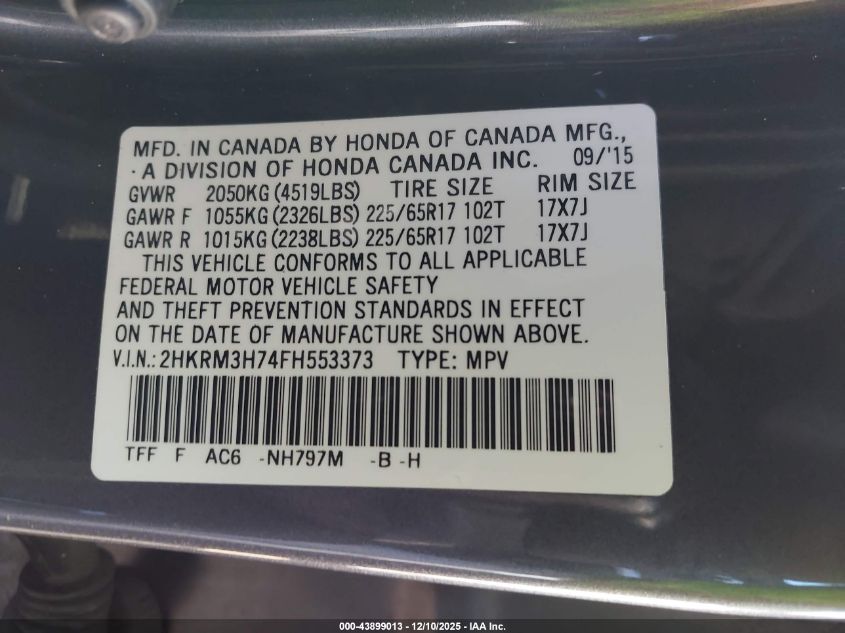 MFD. IN CANADA BY HONDA OF CANADA MFG.,
· A DIVISION OF HONDA CANADA INC. 09/'15
GVWR 2050KG (4519LBS) TIRE SIZE RIM SIZE
GAWR F 1055KG (2326LBS) 225/65R17 102T 17X7J
GAWR R 1015KG (2238LBS) 225/65R17 102T 17X7J
THIS VEHICLE CONFORMS TO ALL APPLICABLE
FEDERAL MOTOR VEHICLE SAFETY
AND THEFT PREVENTION STANDARDS IN EFFECT
ON THE DATE OF MANUFACTURE SHOWN ABOVE.
V.I.N.: 2HKRM3H74FH553373 TYPE: MPV
TFF F AC6 -NH797M -B -H
000-43899013 - 12/10/2025 - IAA Inc.